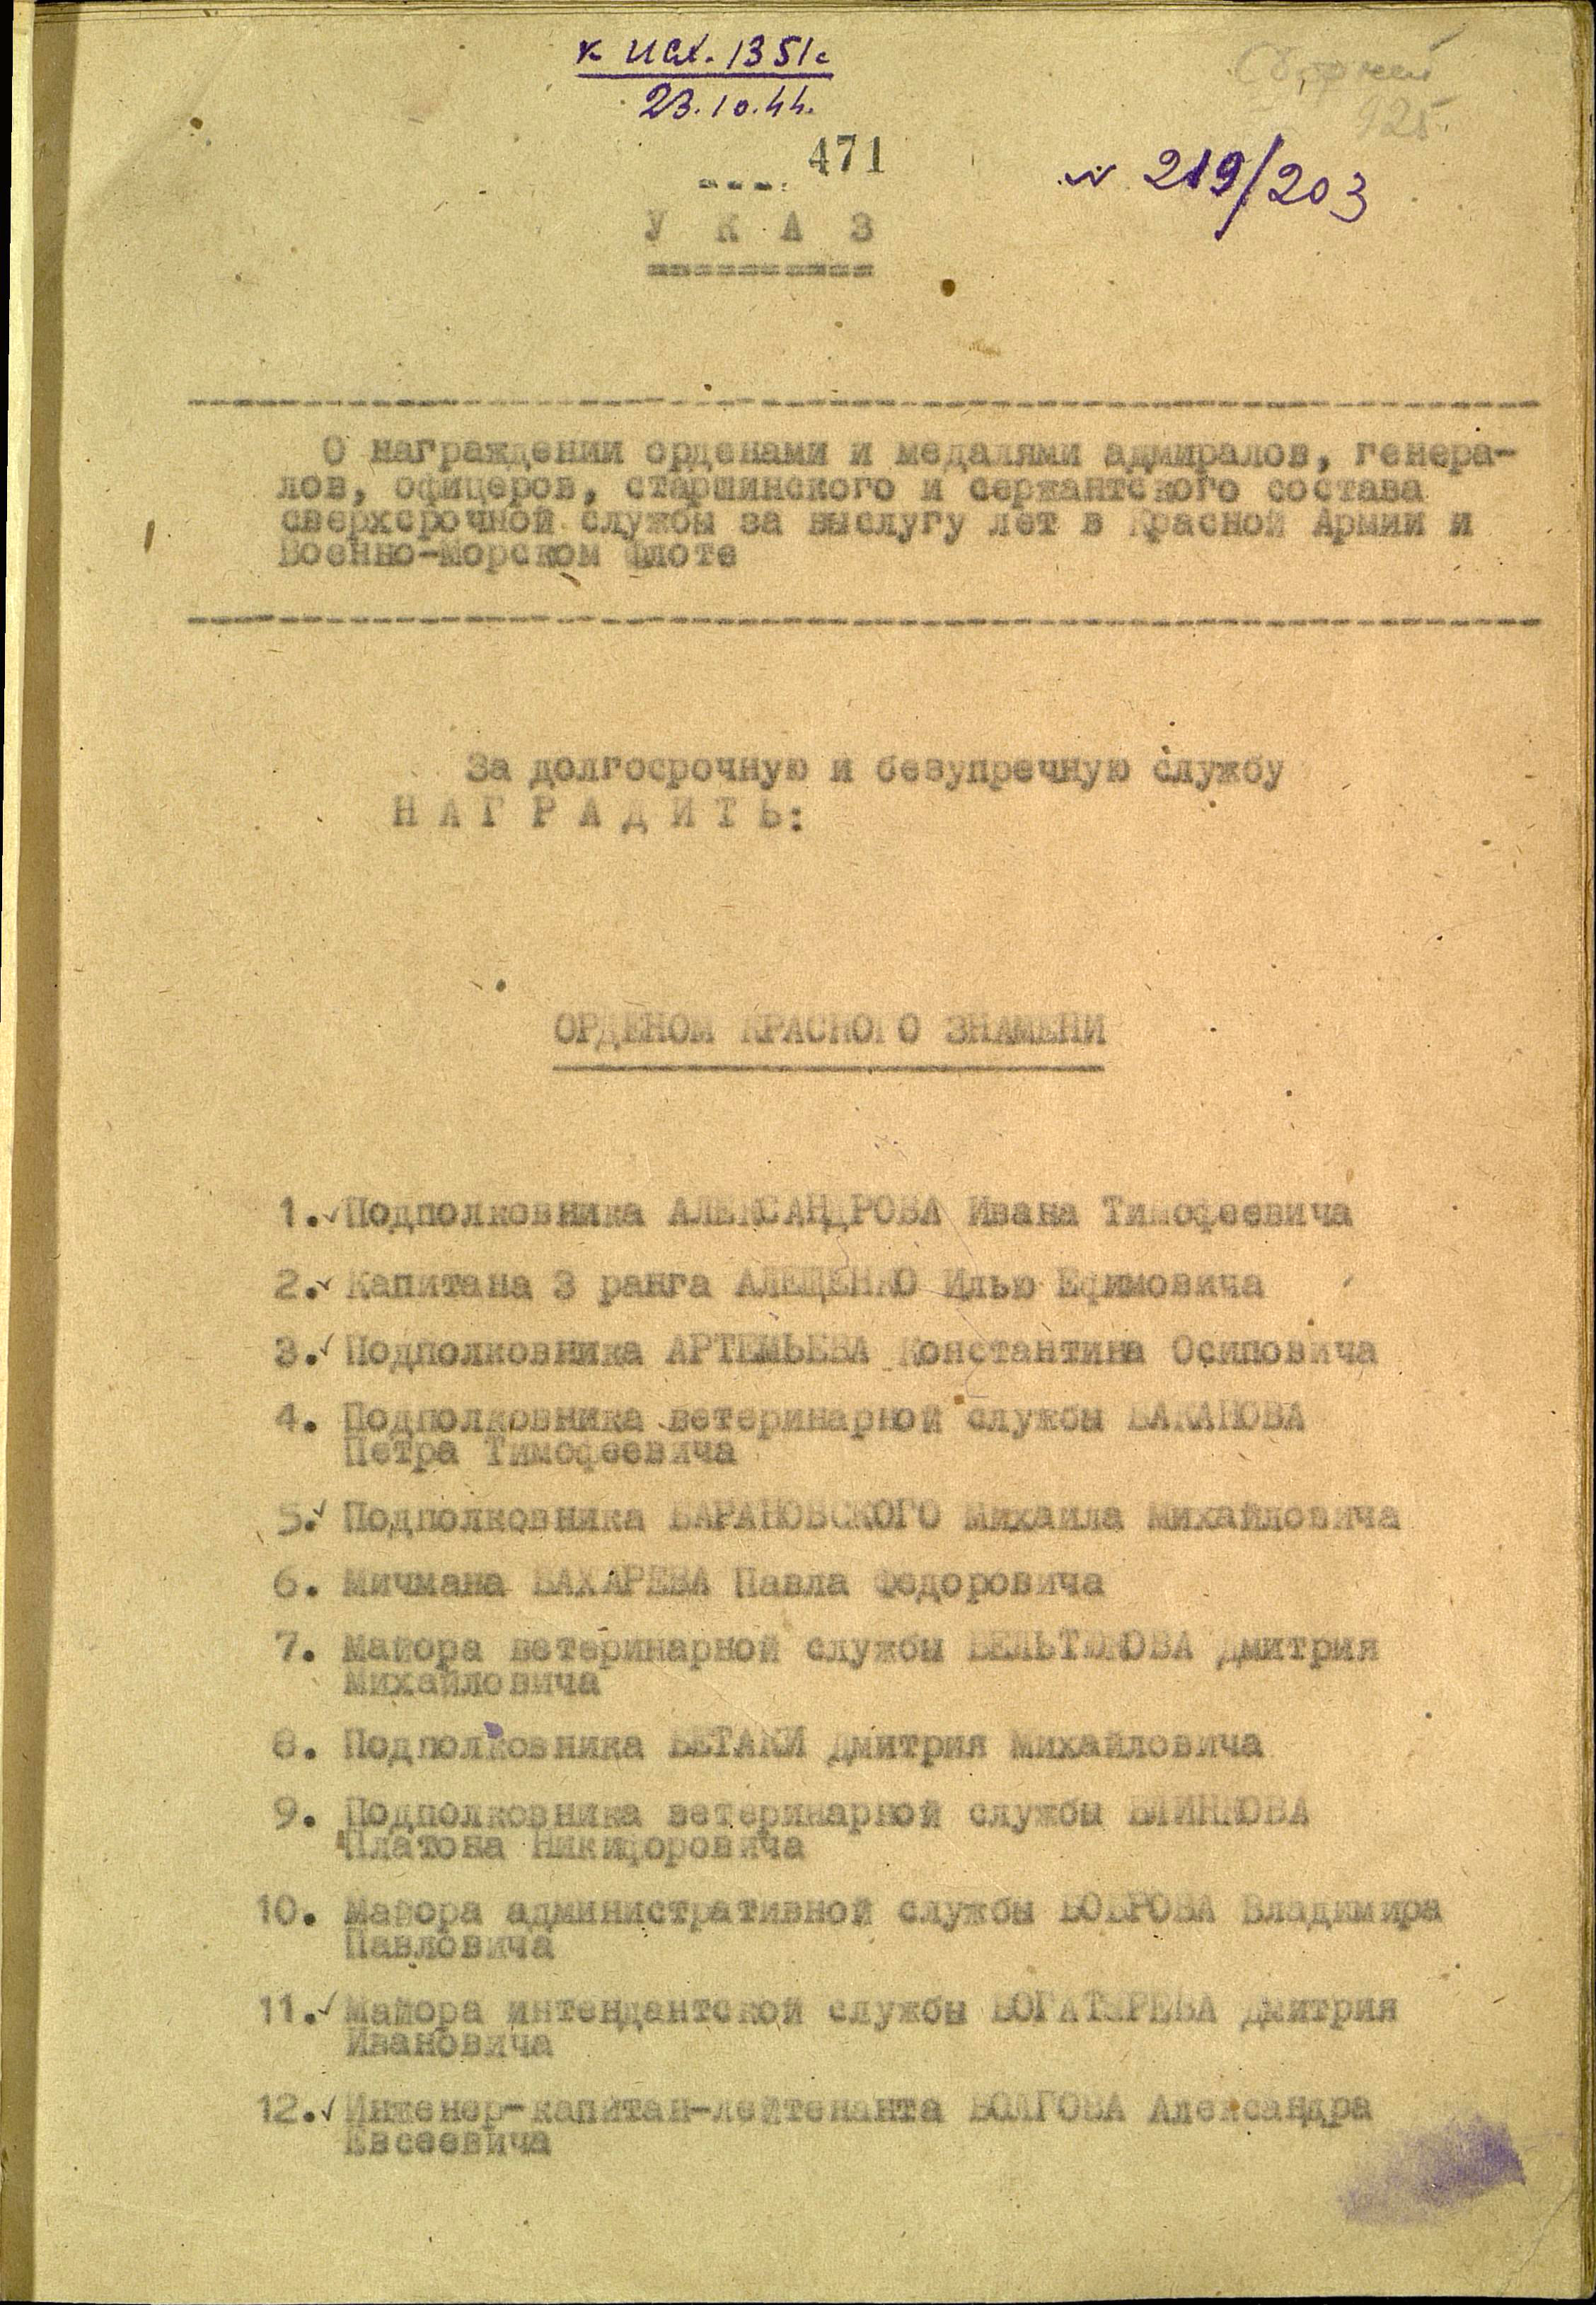 к исх. 1351с
23.10.44.
471
№ 219/203
925.
У К А З
О награждении орденами и медалями адмиралов, генера-
лов, офицеров, старшинского и сержантского состава
сверхсрочной службы за выслугу лет в Красной Армии и
Военно-Морском Флоте
За долгосрочную и безупречную службу
Н А Г Р А Д И Т Ь:
ОРДЕНОМ КРАСНОГО ЗНАМЕНИ
1. Подполковника АЛЕКСАНДРОВА Ивана Тимофеевича
2. Капитана 3 ранга АЛЕЩЕНКО Илью Ефимовича
3. Подполковника АРТЕМЬЕВА Константина Осиповича
4. Подполковника ветеринарной службы БАКАНОВА
Петра Тимофеевича
5. Подполковника БАРАНОВСКОГО Михаила Михайловича
6. Мичмана БАХАРЕВА Павла Федоровича
7. Майора ветеринарной службы БЕЛЬТЮКОВА Дмитрия
Михайловича
8. Подполковника БЕТАКИ Дмитрия Михайловича
9. Подполковника ветеринарной службы БЛИНКОВА
Платона Никифоровича
10. Майора административной службы БОБРОВА Владимира
Павловича
11. Майора интендантской службы БОГАТЫРЕВА Дмитрия
Ивановича
12. Инженер-капитан-лейтенанта БОЛГОВА Александра
Евсеевича